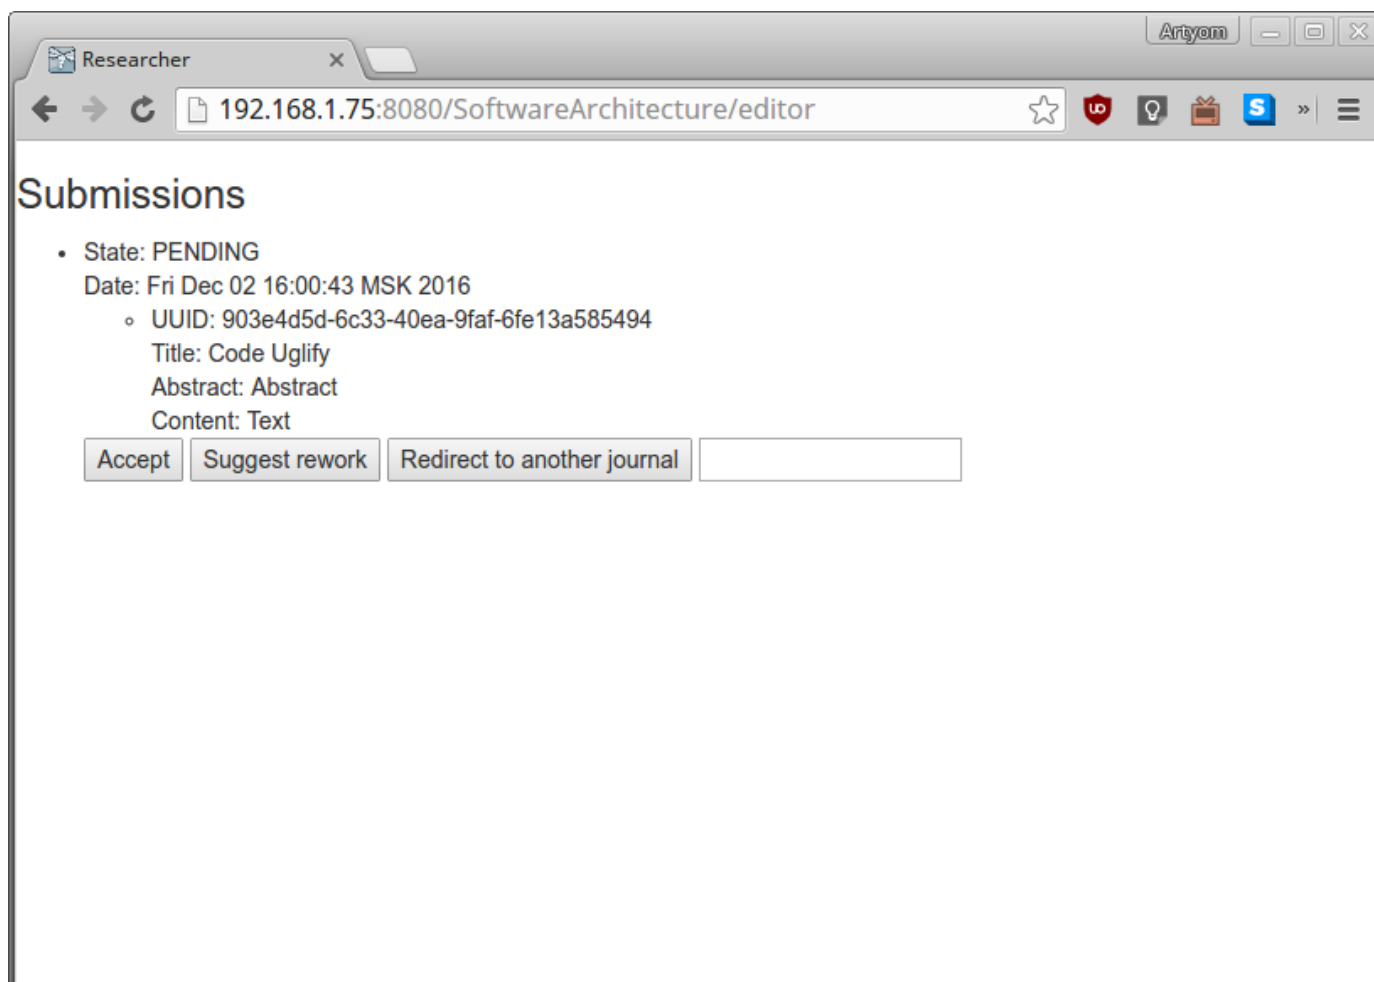 Artyom
Researcher
192.168.1.75:8080/SoftwareArchitecture/editor
Submissions
State: PENDING
Date: Fri Dec 02 16:00:43 MSK 2016
UUID: 903e4d5d-6c33-40ea-9faf-6fe13a585494
Title: Code Uglify
Abstract: Abstract
Content: Text
Accept Suggest rework Redirect to another journal